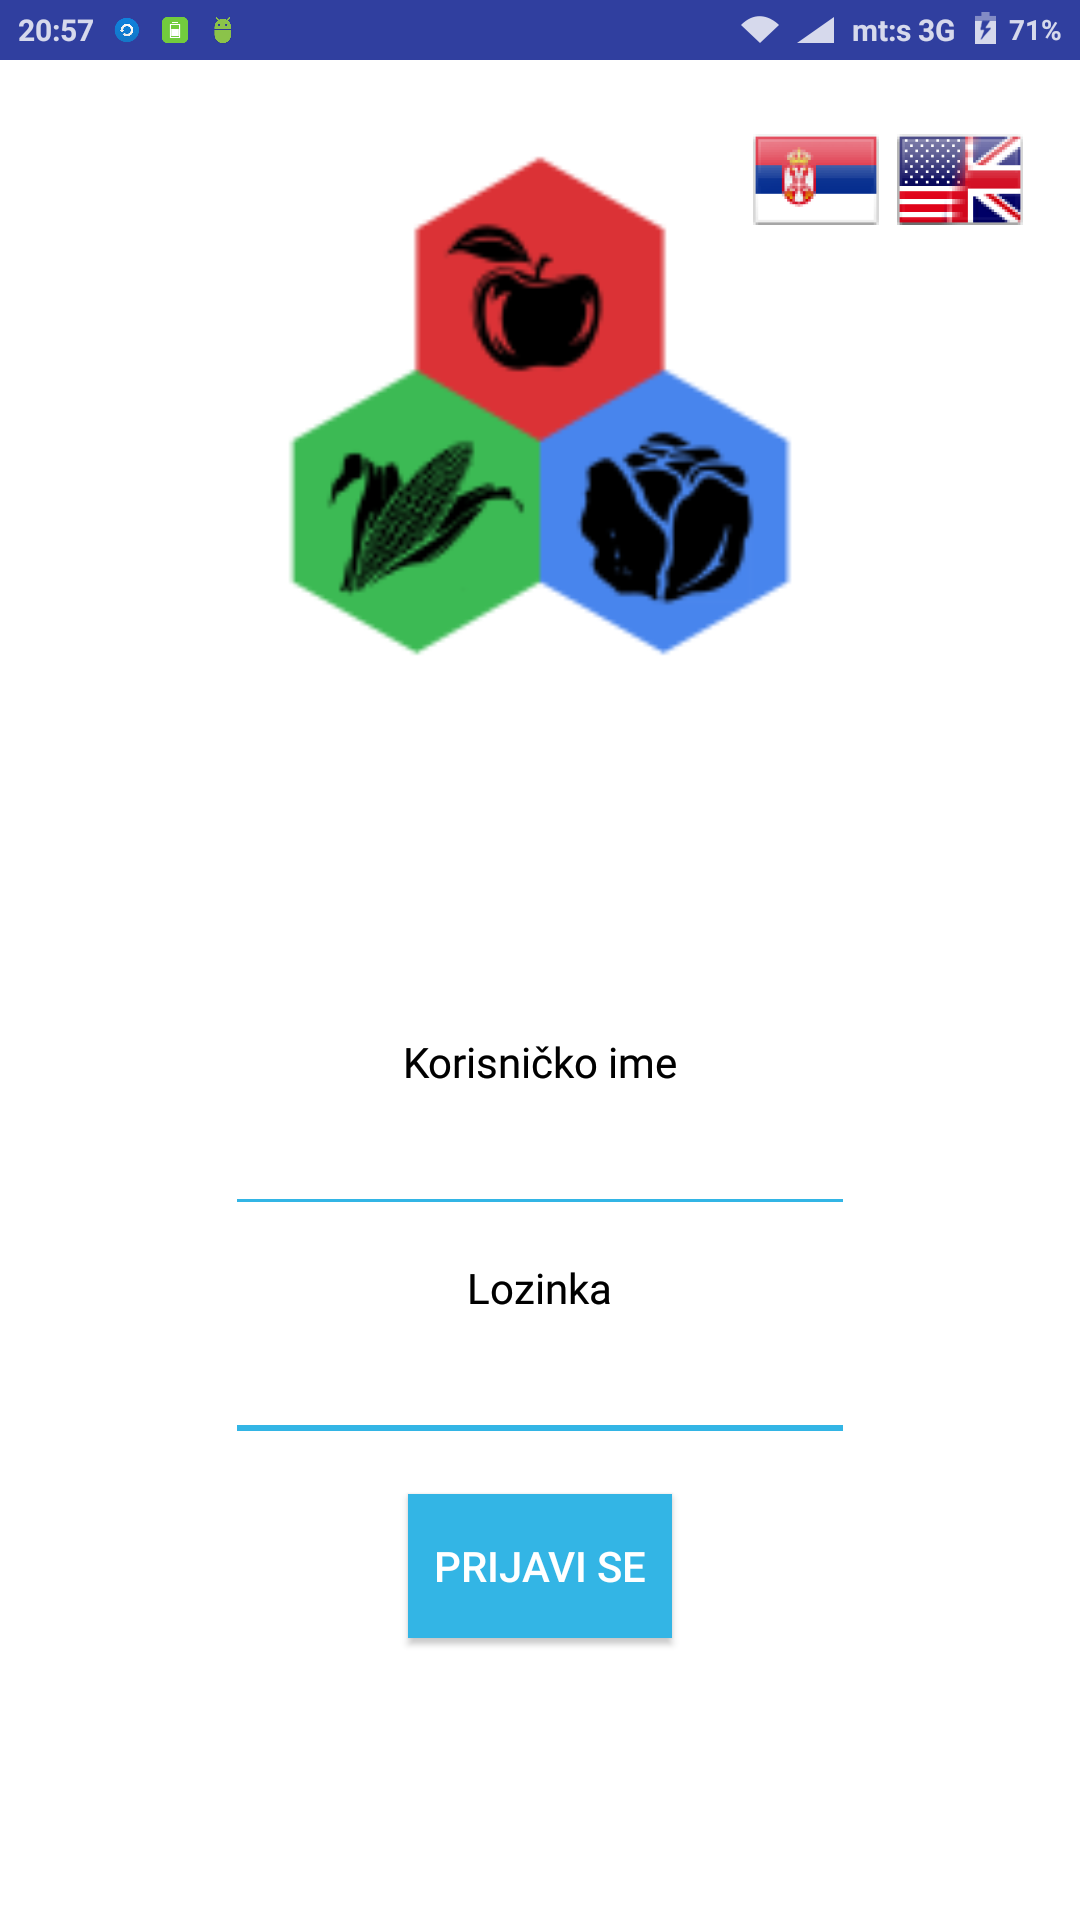 20:57 mt:s 3G 71%
Korisničko ime
Lozinka
PRIJAVI SE